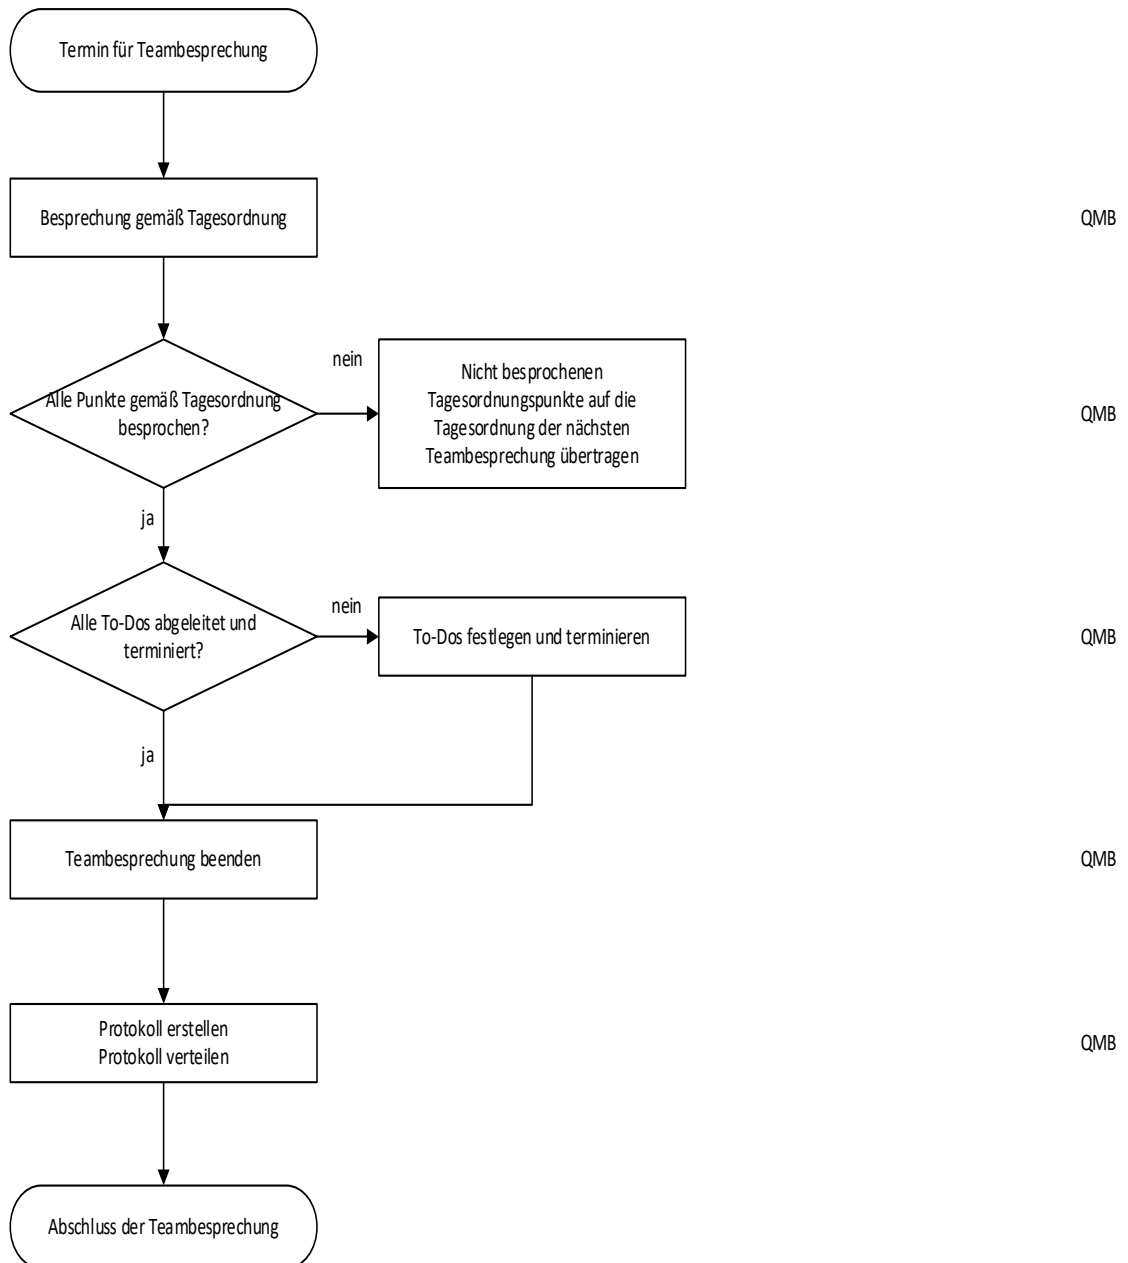 Termin für Teambesprechung
Besprechung gemäß Tagesordnung
QMB
Alle Punkte gemäß Tagesordnung
besprochen?
nein
Nicht besprochenen
Tagesordnungspunkte auf die
Tagesordnung der nächsten
Teambesprechung übertragen
QMB
ja
Alle To-Dos abgeleitet und
terminiert?
nein
To-Dos festlegen und terminieren
QMB
ja
Teambesprechung beenden
QMB
Protokoll erstellen
Protokoll verteilen
QMB
Abschluss der Teambesprechung